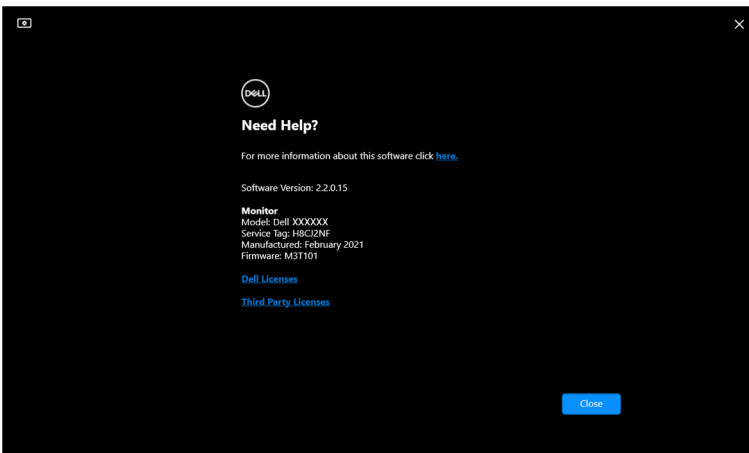 DELL
Need Help?
For more information about this software click here.
Software Version: 2.2.0.15
Monitor
Model: Dell XXXXXX
Service Tag: H8CJ2NF
Manufactured: February 2021
Firmware: M3T101
Dell Licenses
Third Party Licenses
Close